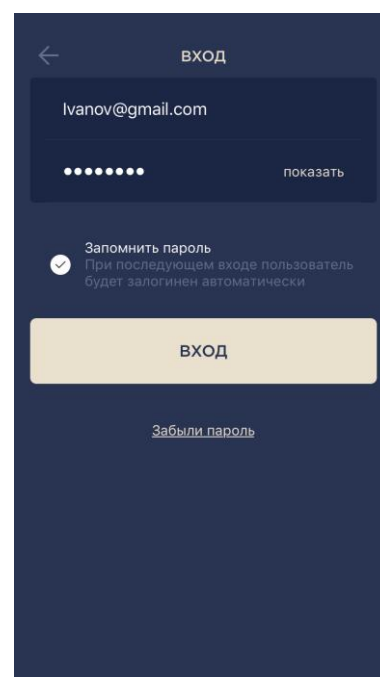 ВХОД
Ivanov@gmail.com
●●●●●●●● показать
Запомнить пароль
При последующем входе пользователь
будет залогинен автоматически
ВХОД
Забыли пароль